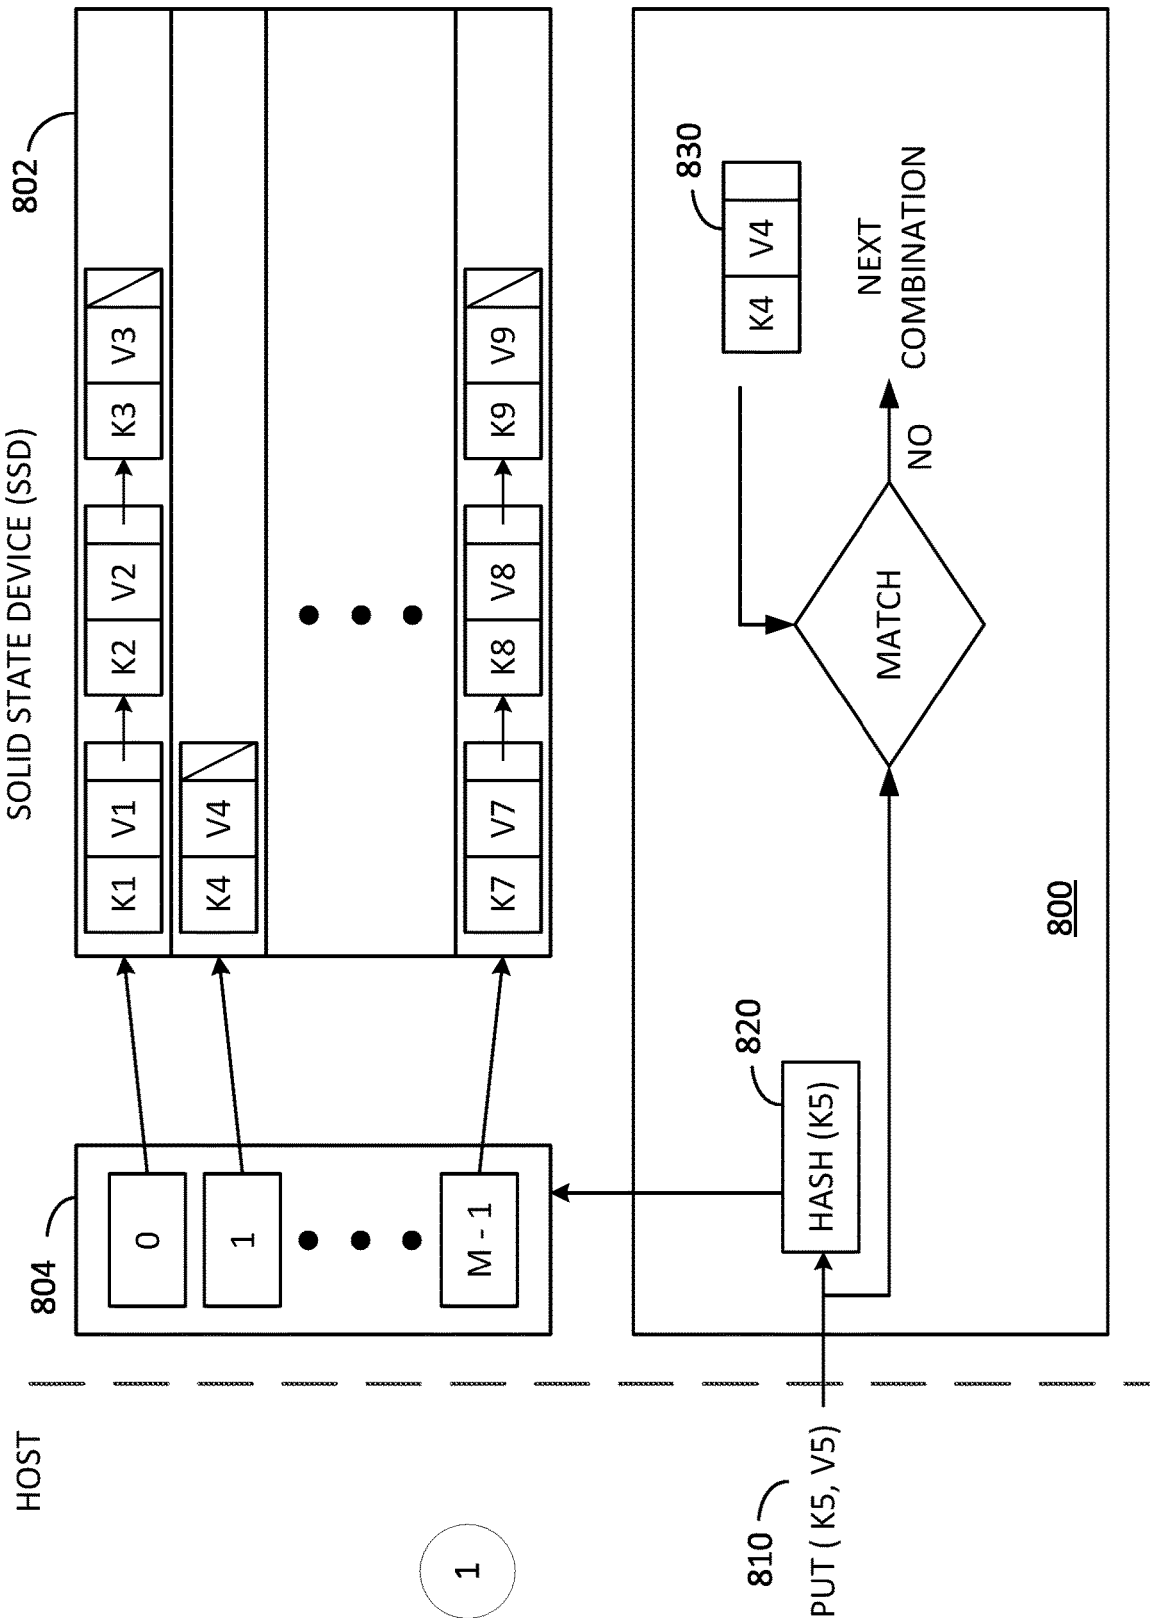 HOST
SOLID STATE DEVICE (SSD)
804
802
0
K1 V1
K2 V2
K3 V3
1
K4 V4
M - 1
K7 V7
K8 V8
K9 V9
1
810
PUT ( K5, V5)
820
HASH (K5)
830
K4 V4
MATCH
NO
NEXT
COMBINATION
800